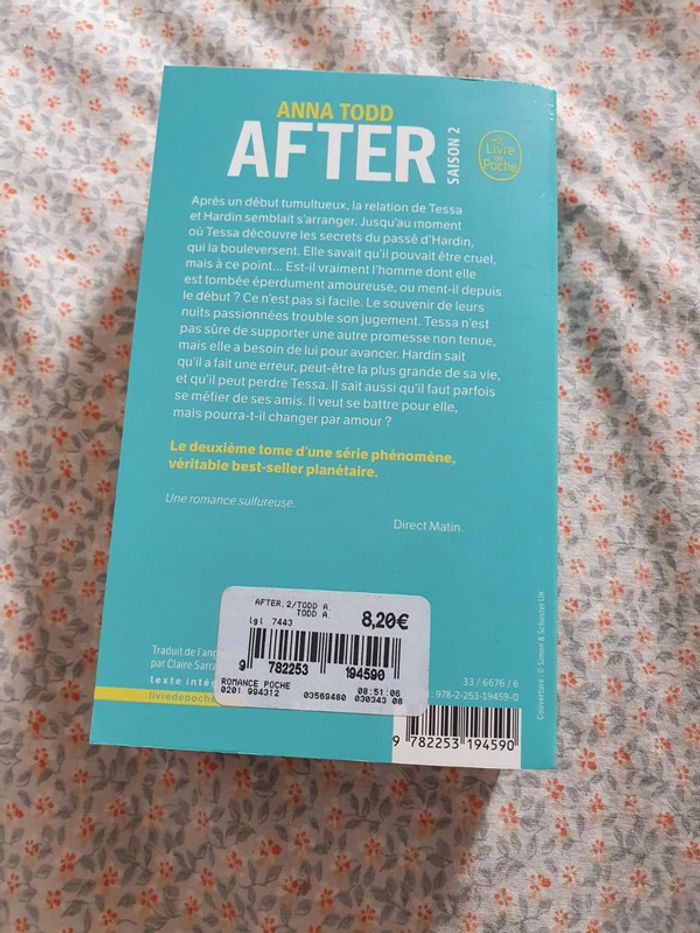 ANNA TODD
AFTER
SAISON 2
Le
Livre
de
Poche
Après un début tumultueux, la relation de Tessa
et Hardin semblait s'arranger. Jusqu'au moment
où Tessa découvre les secrets du passé d'Hardin,
qui la bouleversent. Elle savait qu'il pouvait être cruel,
mais à ce point... Est-il vraiment l'homme dont elle
est tombée éperdument amoureuse, ou ment-il depuis
le début ? Ce n'est pas si facile. Le souvenir de leurs
nuits passionnées trouble son jugement. Tessa n'est
pas sûre de supporter une autre promesse non tenue,
mais elle a besoin de lui pour avancer. Hardin sait
qu'il a fait une erreur, peut-être la plus grande de sa vie,
et qu'il peut perdre Tessa. Il sait aussi qu'il faut parfois
se méfier de ses amis. Il veut se battre pour elle,
mais pourra-t-il changer par amour ?
Le deuxième tome d'une série phénomène,
véritable best-seller planétaire.
Une romance sulfureuse.
Direct Matin.
AFTER,2/TODD A.
TODD A.
lgl 7443
8,20€
9 782253 194590
ROMANCE POCHE
08:51:06
0201 994312 03569480 030343 08
Traduit de l'ang
par Claire Sarra
texte inté
livredepoche
33 / 6676 / 6
: 978-2-253-19459-0
9 782253 194590
Couverture : © Simon & Schuster UK.